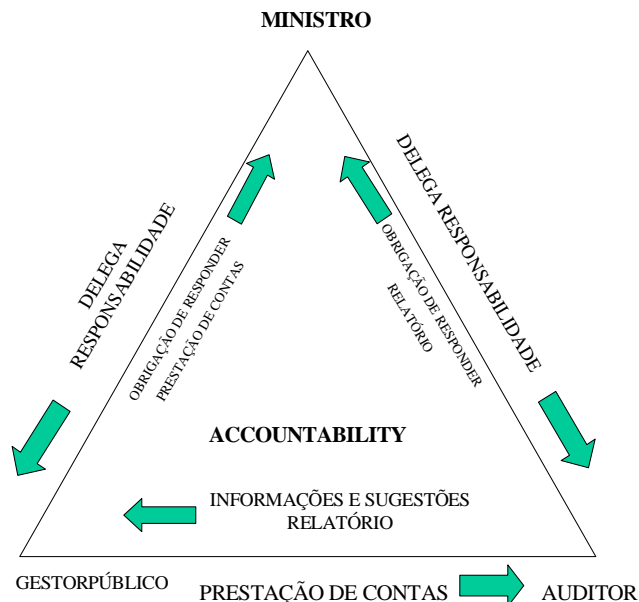 MINISTRO
DELEGA
RESPONSABILIDADE
OBRIGAÇÃO DE RESPONDER
PRESTAÇÃO DE CONTAS
DELEGA RESPONSABILIDADE
OBRIGAÇÃO DE RESPONDER
RELATÓRIO
ACCOUNTABILITY
INFORMAÇÕES E SUGESTÕES
RELATÓRIO
GESTORPÚBLICO
PRESTAÇÃO DE CONTAS
AUDITOR